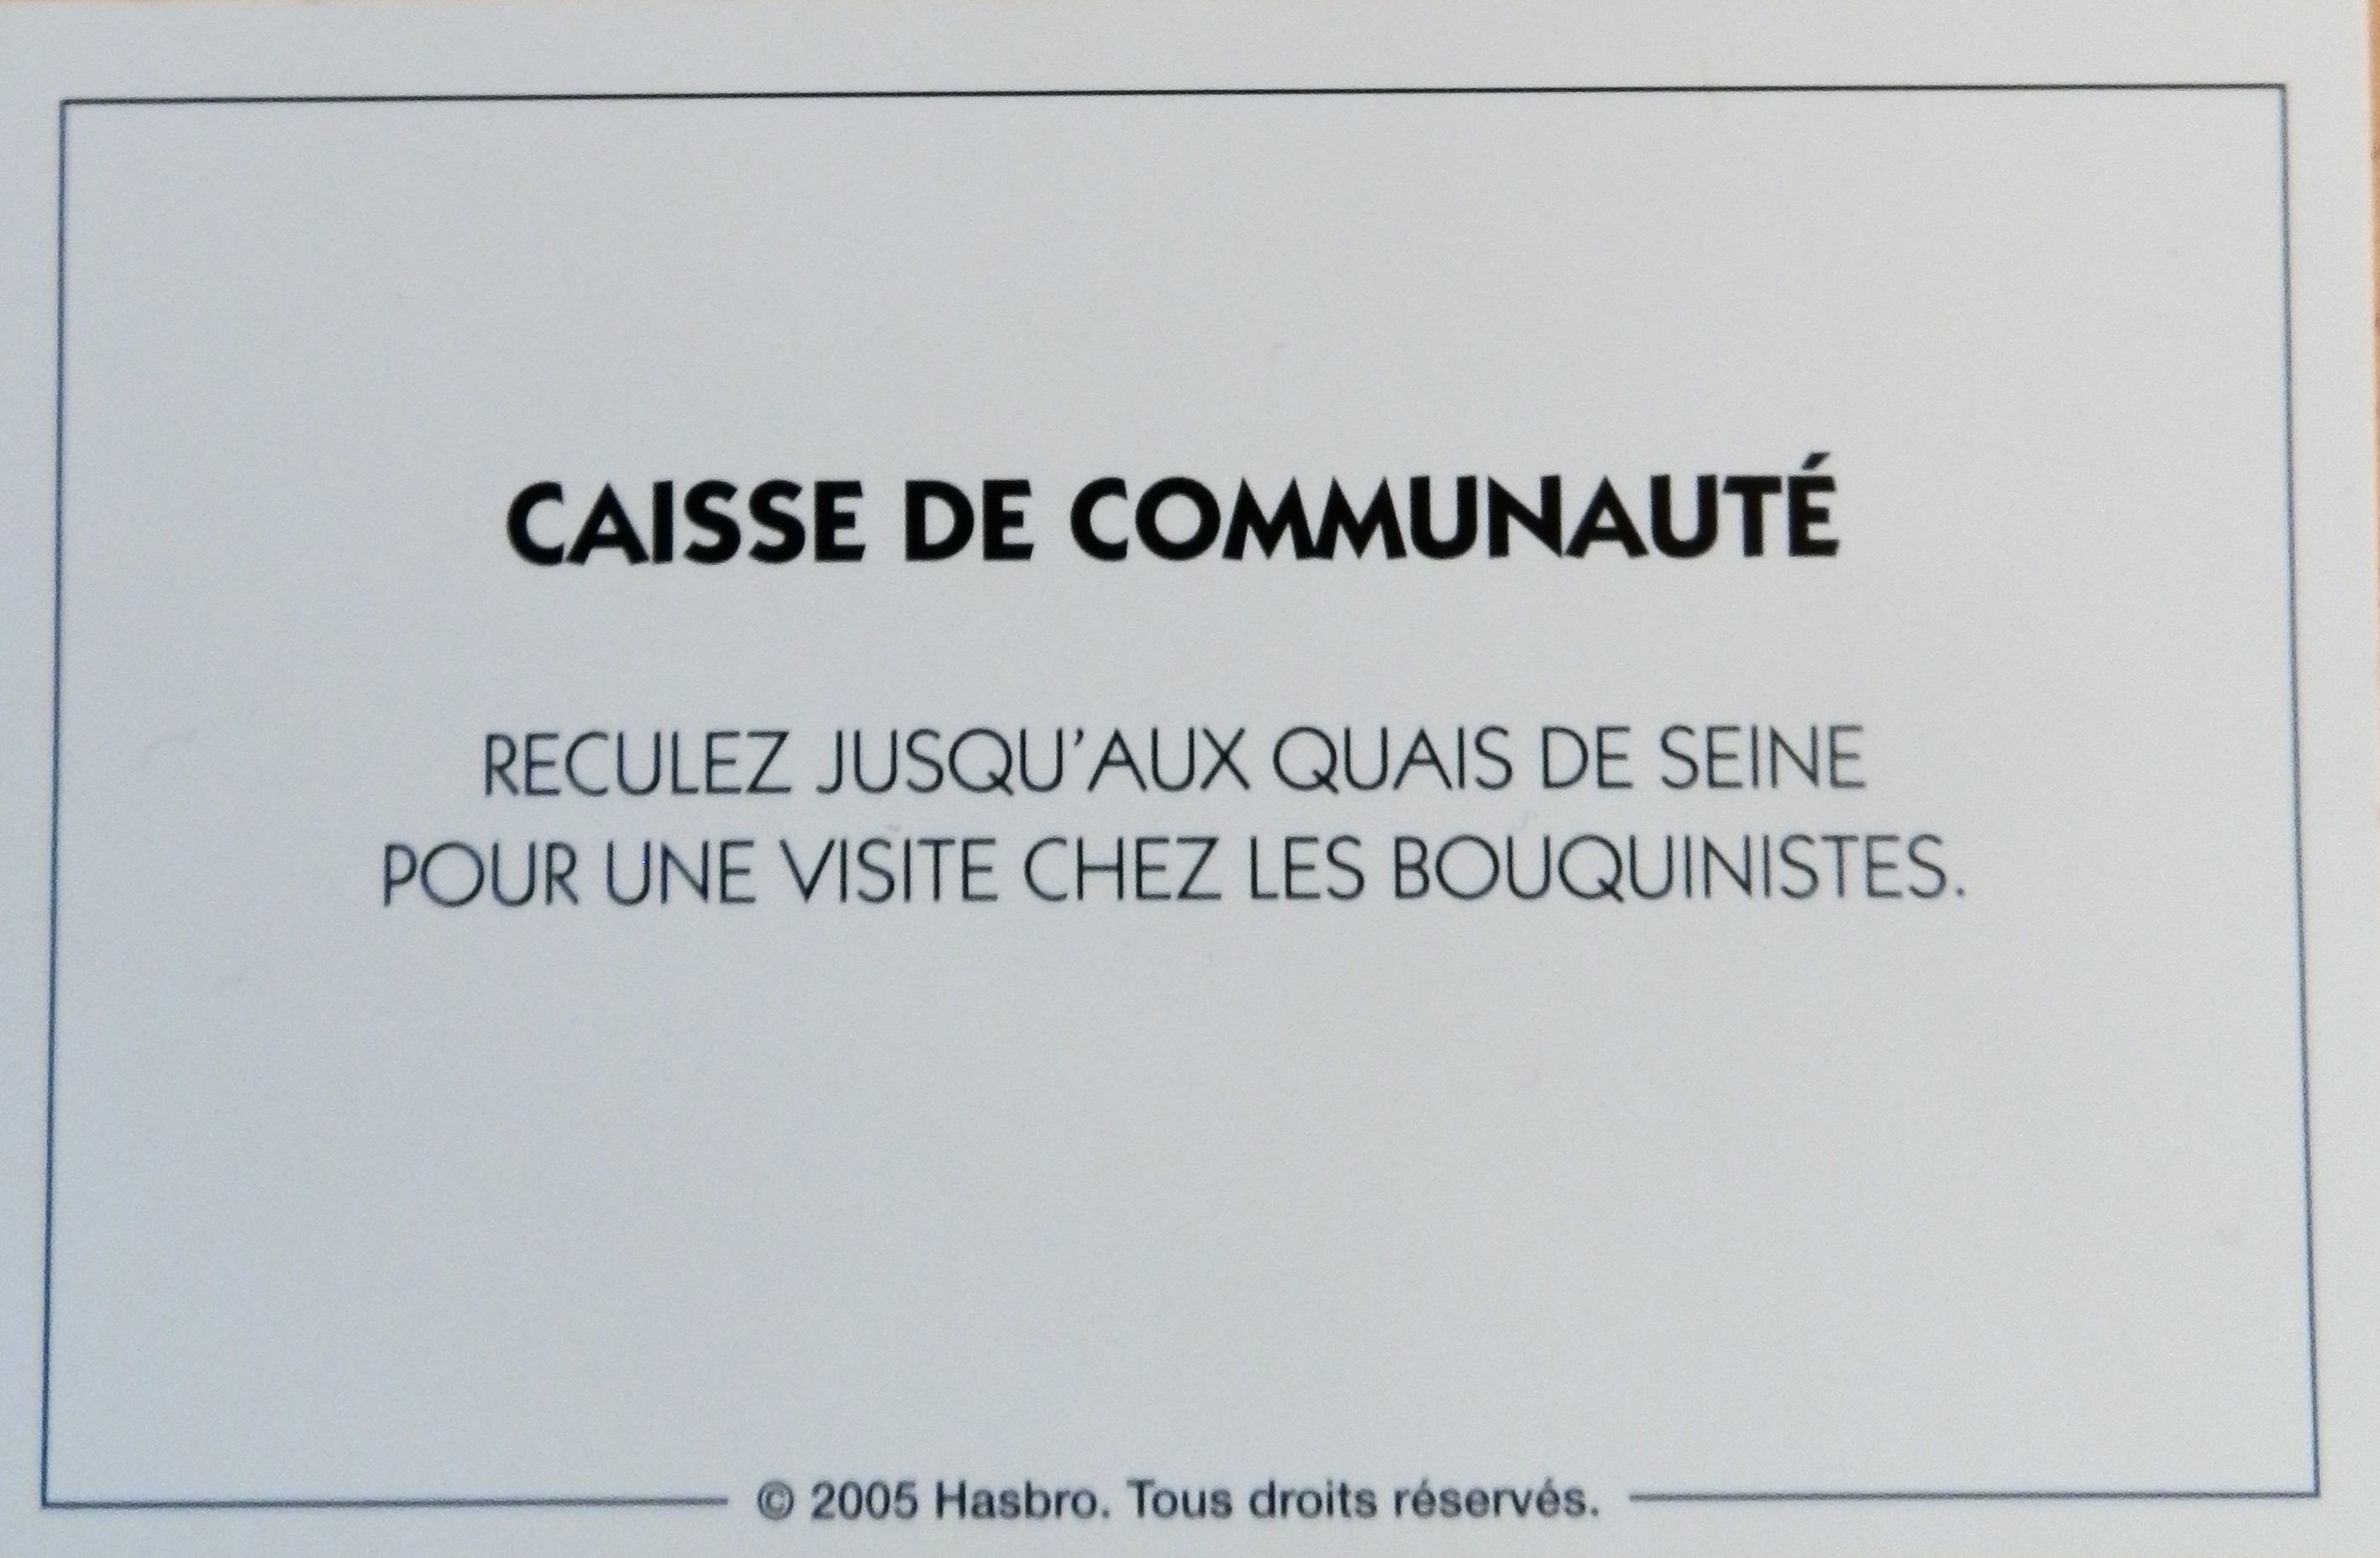 CAISSE DE COMMUNAUTÉ
RECULEZ JUSQU'AUX QUAIS DE SEINE
POUR UNE VISITE CHEZ LES BOUQUINISTES.
© 2005 Hasbro. Tous droits réservés.